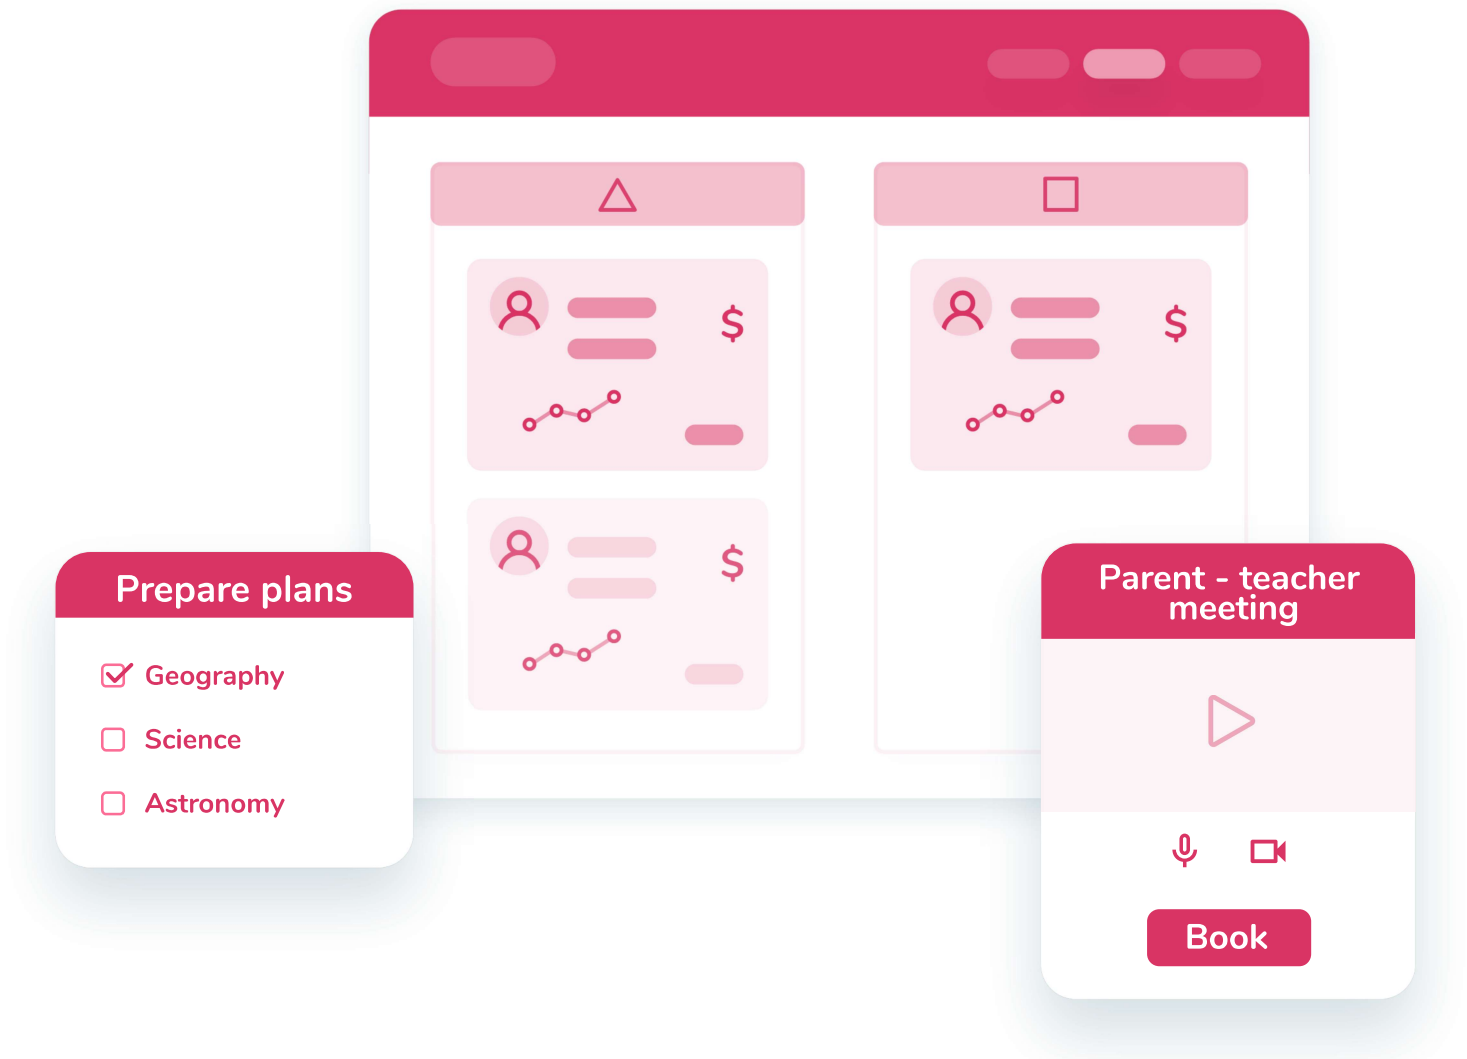 $
$
$
Prepare plans
Geography
Science
Astronomy
Parent - teacher
meeting
Book